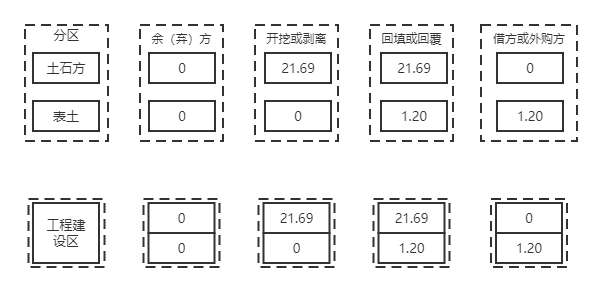 分区 余（弃）方 开挖或剥离 回填或回覆 借方或外购方
土石方 0 21.69 21.69 0
表土 0 0 1.20 1.20
工程建
设区
0 21.69 21.69 0
0 0 1.20 1.20